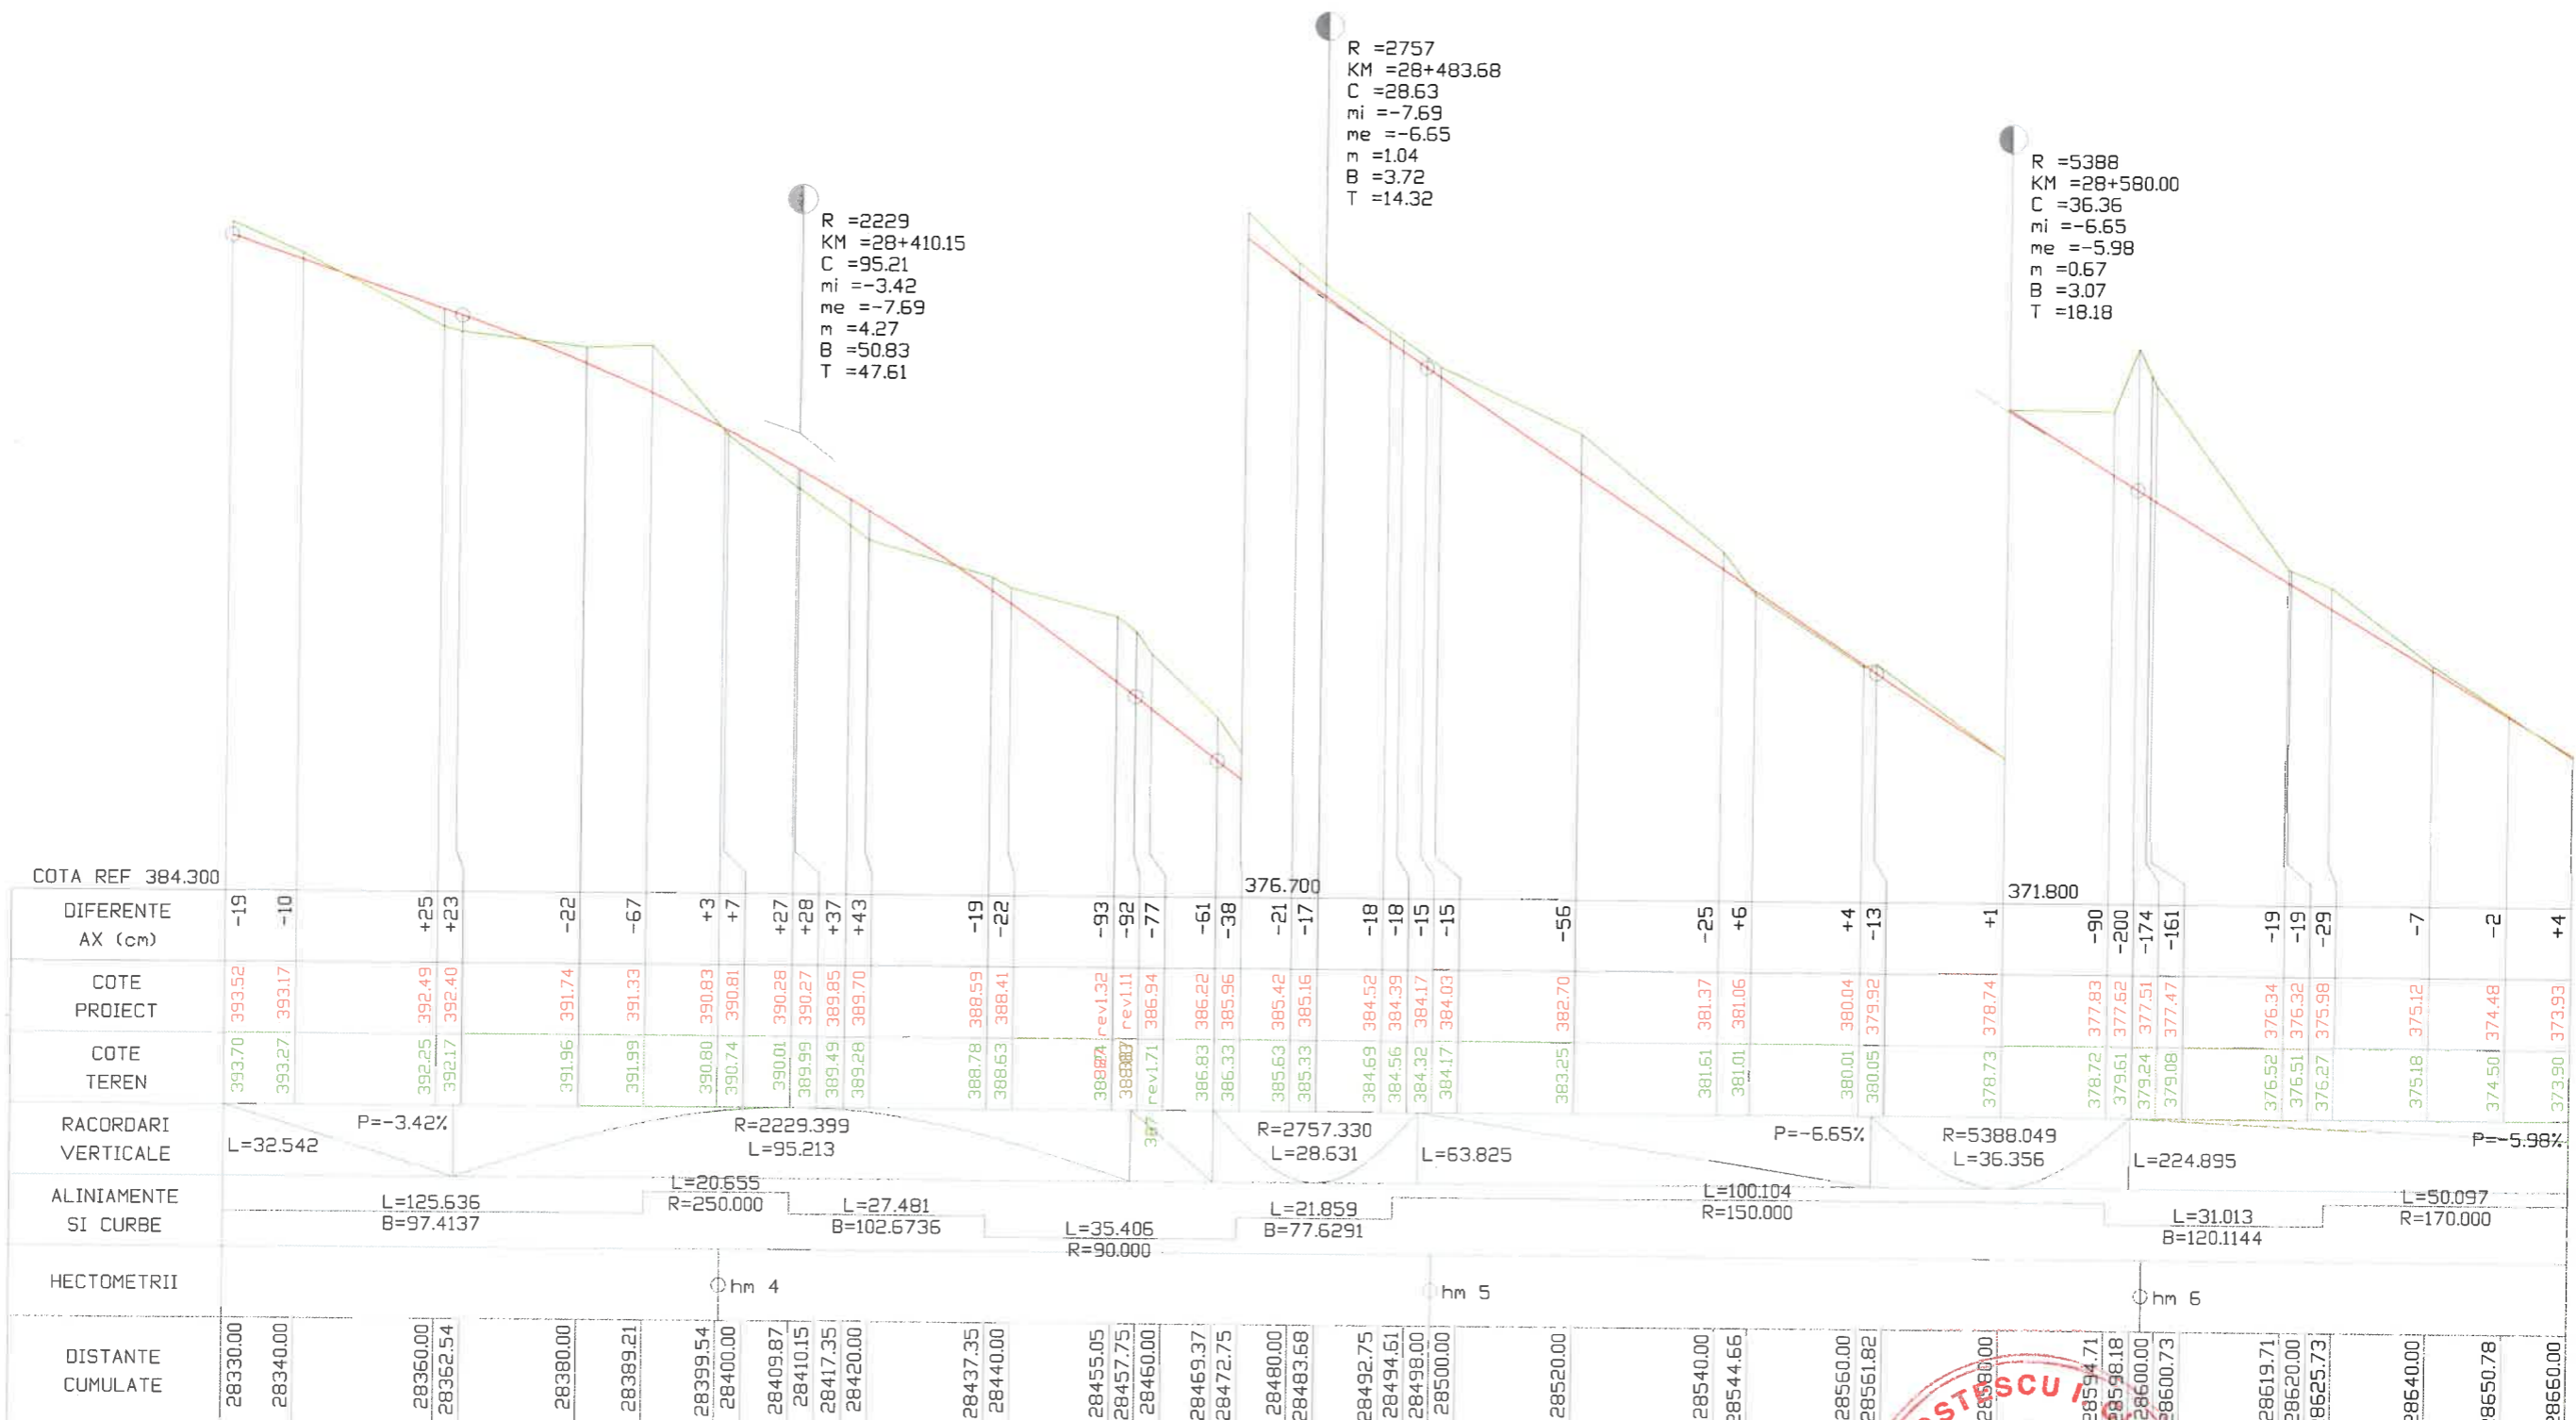 R =2757
KM =28+483.68
C =28.63
mi =-7.69
me =-6.65
m =1.04
B =3.72
T =14.32
R =5388
KM =28+580.00
C =36.36
mi =-6.65
me =-5.98
m =0.67
B =3.07
T =18.18
R =2229
KM =28+410.15
C =95.21
mi =-3.42
me =-7.69
m =4.27
B =50.83
T =47.61
COTA REF 384.300
376.700
371.800
DIFERENTE
AX (cm)
-19 -10 +25 +23 -22 -67 +3 +7 +27 +28 +37 +43 -19 -22 -93 -92 -77 -61 -38 -21 -17 -18 -18 -15 -15 -56 -25 +6 +4 -13 +1 -90 -200 -174 -161 -19 -19 -29 -7 -2 +4
COTE
PROIECT
393.52 393.17 392.49 392.40 391.74 391.33 390.83 390.81 390.28 390.27 389.85 389.70 388.59 388.41 rev1.32 rev1.11 386.94 386.22 385.96 385.42 385.16 384.52 384.39 384.17 384.03 382.70 381.37 381.06 380.04 379.92 378.74 377.83 377.62 377.51 377.47 376.34 376.32 375.98 375.12 374.48 373.93
COTE
TEREN
393.70 393.27 392.25 392.17 391.96 391.99 390.80 390.74 390.01 389.99 389.49 389.28 388.78 388.63 387 rev1.71 386.83 386.33 385.63 385.33 384.69 384.56 384.32 384.17 383.25 381.61 381.01 380.01 380.05 378.73 378.72 379.61 379.24 379.08 376.52 376.51 376.27 375.18 374.50 373.90
RACORDARI
VERTICALE
L=32.542
P=-3.42%
R=2229.399
L=95.213
R=2757.330
L=28.631
L=63.825
P=-6.65%
R=5388.049
L=36.356
L=224.895
P=-5.98%
ALINIAMENTE
SI CURBE
L=125.636
B=97.4137
L=20.655
R=250.000
L=27.481
B=102.6736
L=35.406
R=90.000
L=21.859
B=77.6291
L=100.104
R=150.000
L=31.013
B=120.1144
L=50.097
R=170.000
HECTOMETRII
hm 4
hm 5
hm 6
DISTANTE
CUMULATE
28330.00 28340.00 28360.00 28362.54 28380.00 28389.21 28399.54 28400.00 28409.87 28410.15 28417.35 28420.00 28437.35 28440.00 28455.05 28457.75 28460.00 28469.37 28472.75 28480.00 28483.68 28492.75 28494.61 28498.00 28500.00 28520.00 28540.00 28544.66 28560.00 28561.82 28580.00 28594.71 28598.18 28600.00 28600.73 28619.71 28620.00 28625.73 28640.00 28650.78 28660.00